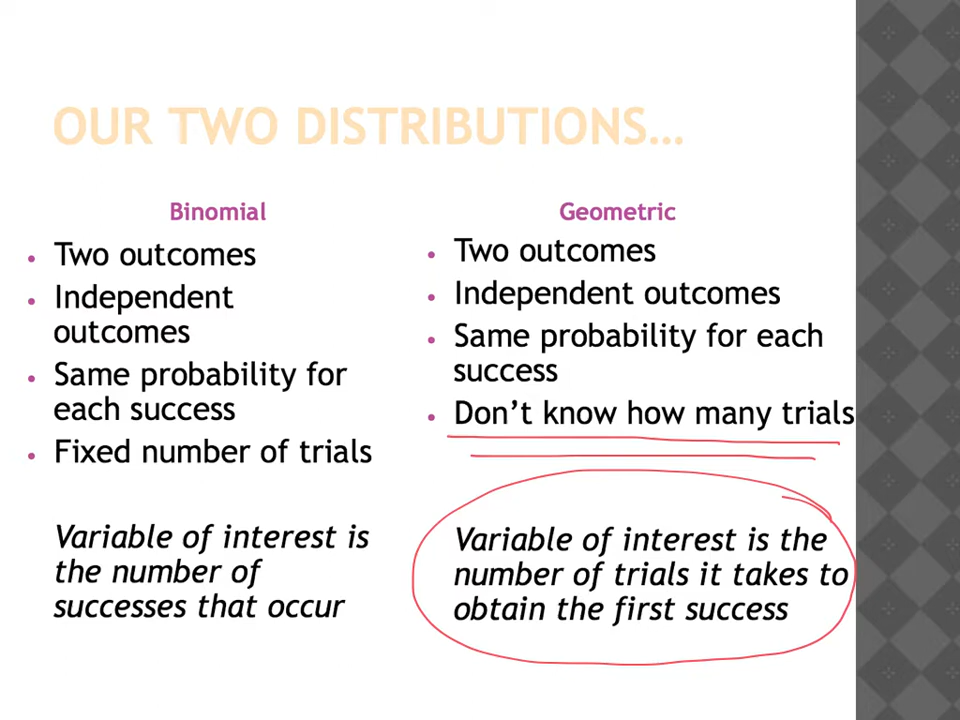 OUR TWO DISTRIBUTIONS…
Binomial
• Two outcomes
• Independent
outcomes
• Same probability for
each success
• Fixed number of trials
Variable of interest is
the number of
successes that occur
Geometric
• Two outcomes
• Independent outcomes
• Same probability for each
success
• Don’t know how many trials
Variable of interest is the
number of trials it takes to
obtain the first success